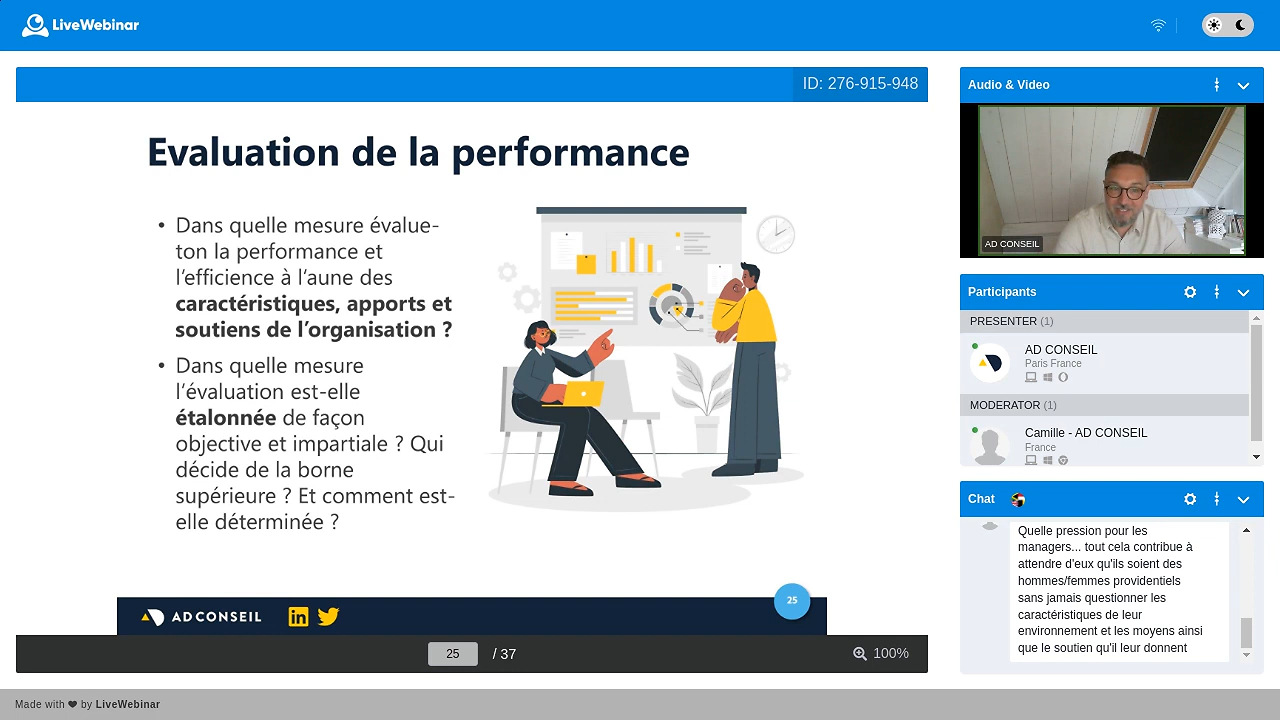 LiveWebinar
ID: 276-915-948
Evaluation de la performance
• Dans quelle mesure évalue-
ton la performance et
l'efficience à l'aune des
caractéristiques, apports et
soutiens de l'organisation ?
• Dans quelle mesure
l'évaluation est-elle
étalonnée de façon
objective et impartiale ? Qui
décide de la borne
supérieure ? Et comment est-
elle déterminée ?
AD CONSEIL
in
25
25 / 37
100%
Audio & Video
AD CONSEIL
Participants
PRESENTER (1)
AD CONSEIL
Paris France
MODERATOR (1)
Camille - AD CONSEIL
France
Chat
Quelle pression pour les
managers... tout cela contribue à
attendre d'eux qu'ils soient des
hommes/femmes providentiels
sans jamais questionner les
caractéristiques de leur
environnement et les moyens ainsi
que le soutien qu'il leur donnent
Made with ❤ by LiveWebinar